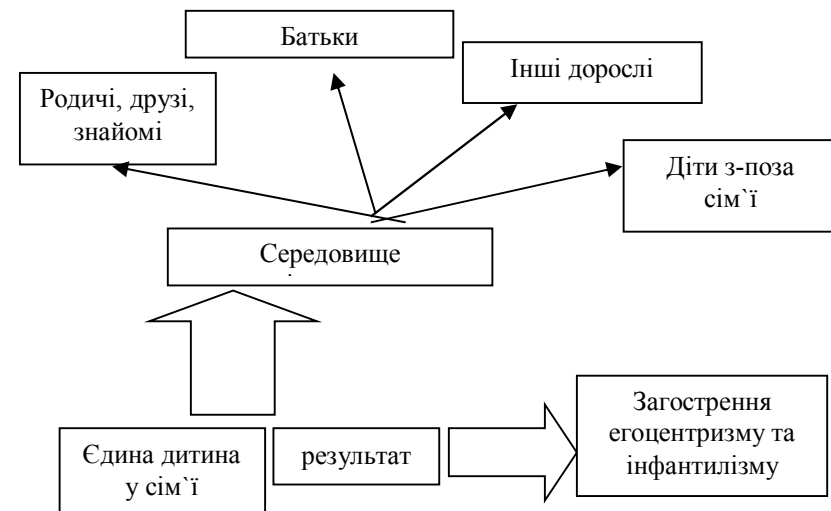 Батьки
Інші дорослі
Родичі, друзі,
знайомі
Діти з-поза
сім`ї
Середовище
Єдина дитина
у сім`ї
результат
Загострення
егоцентризму та
інфантилізму